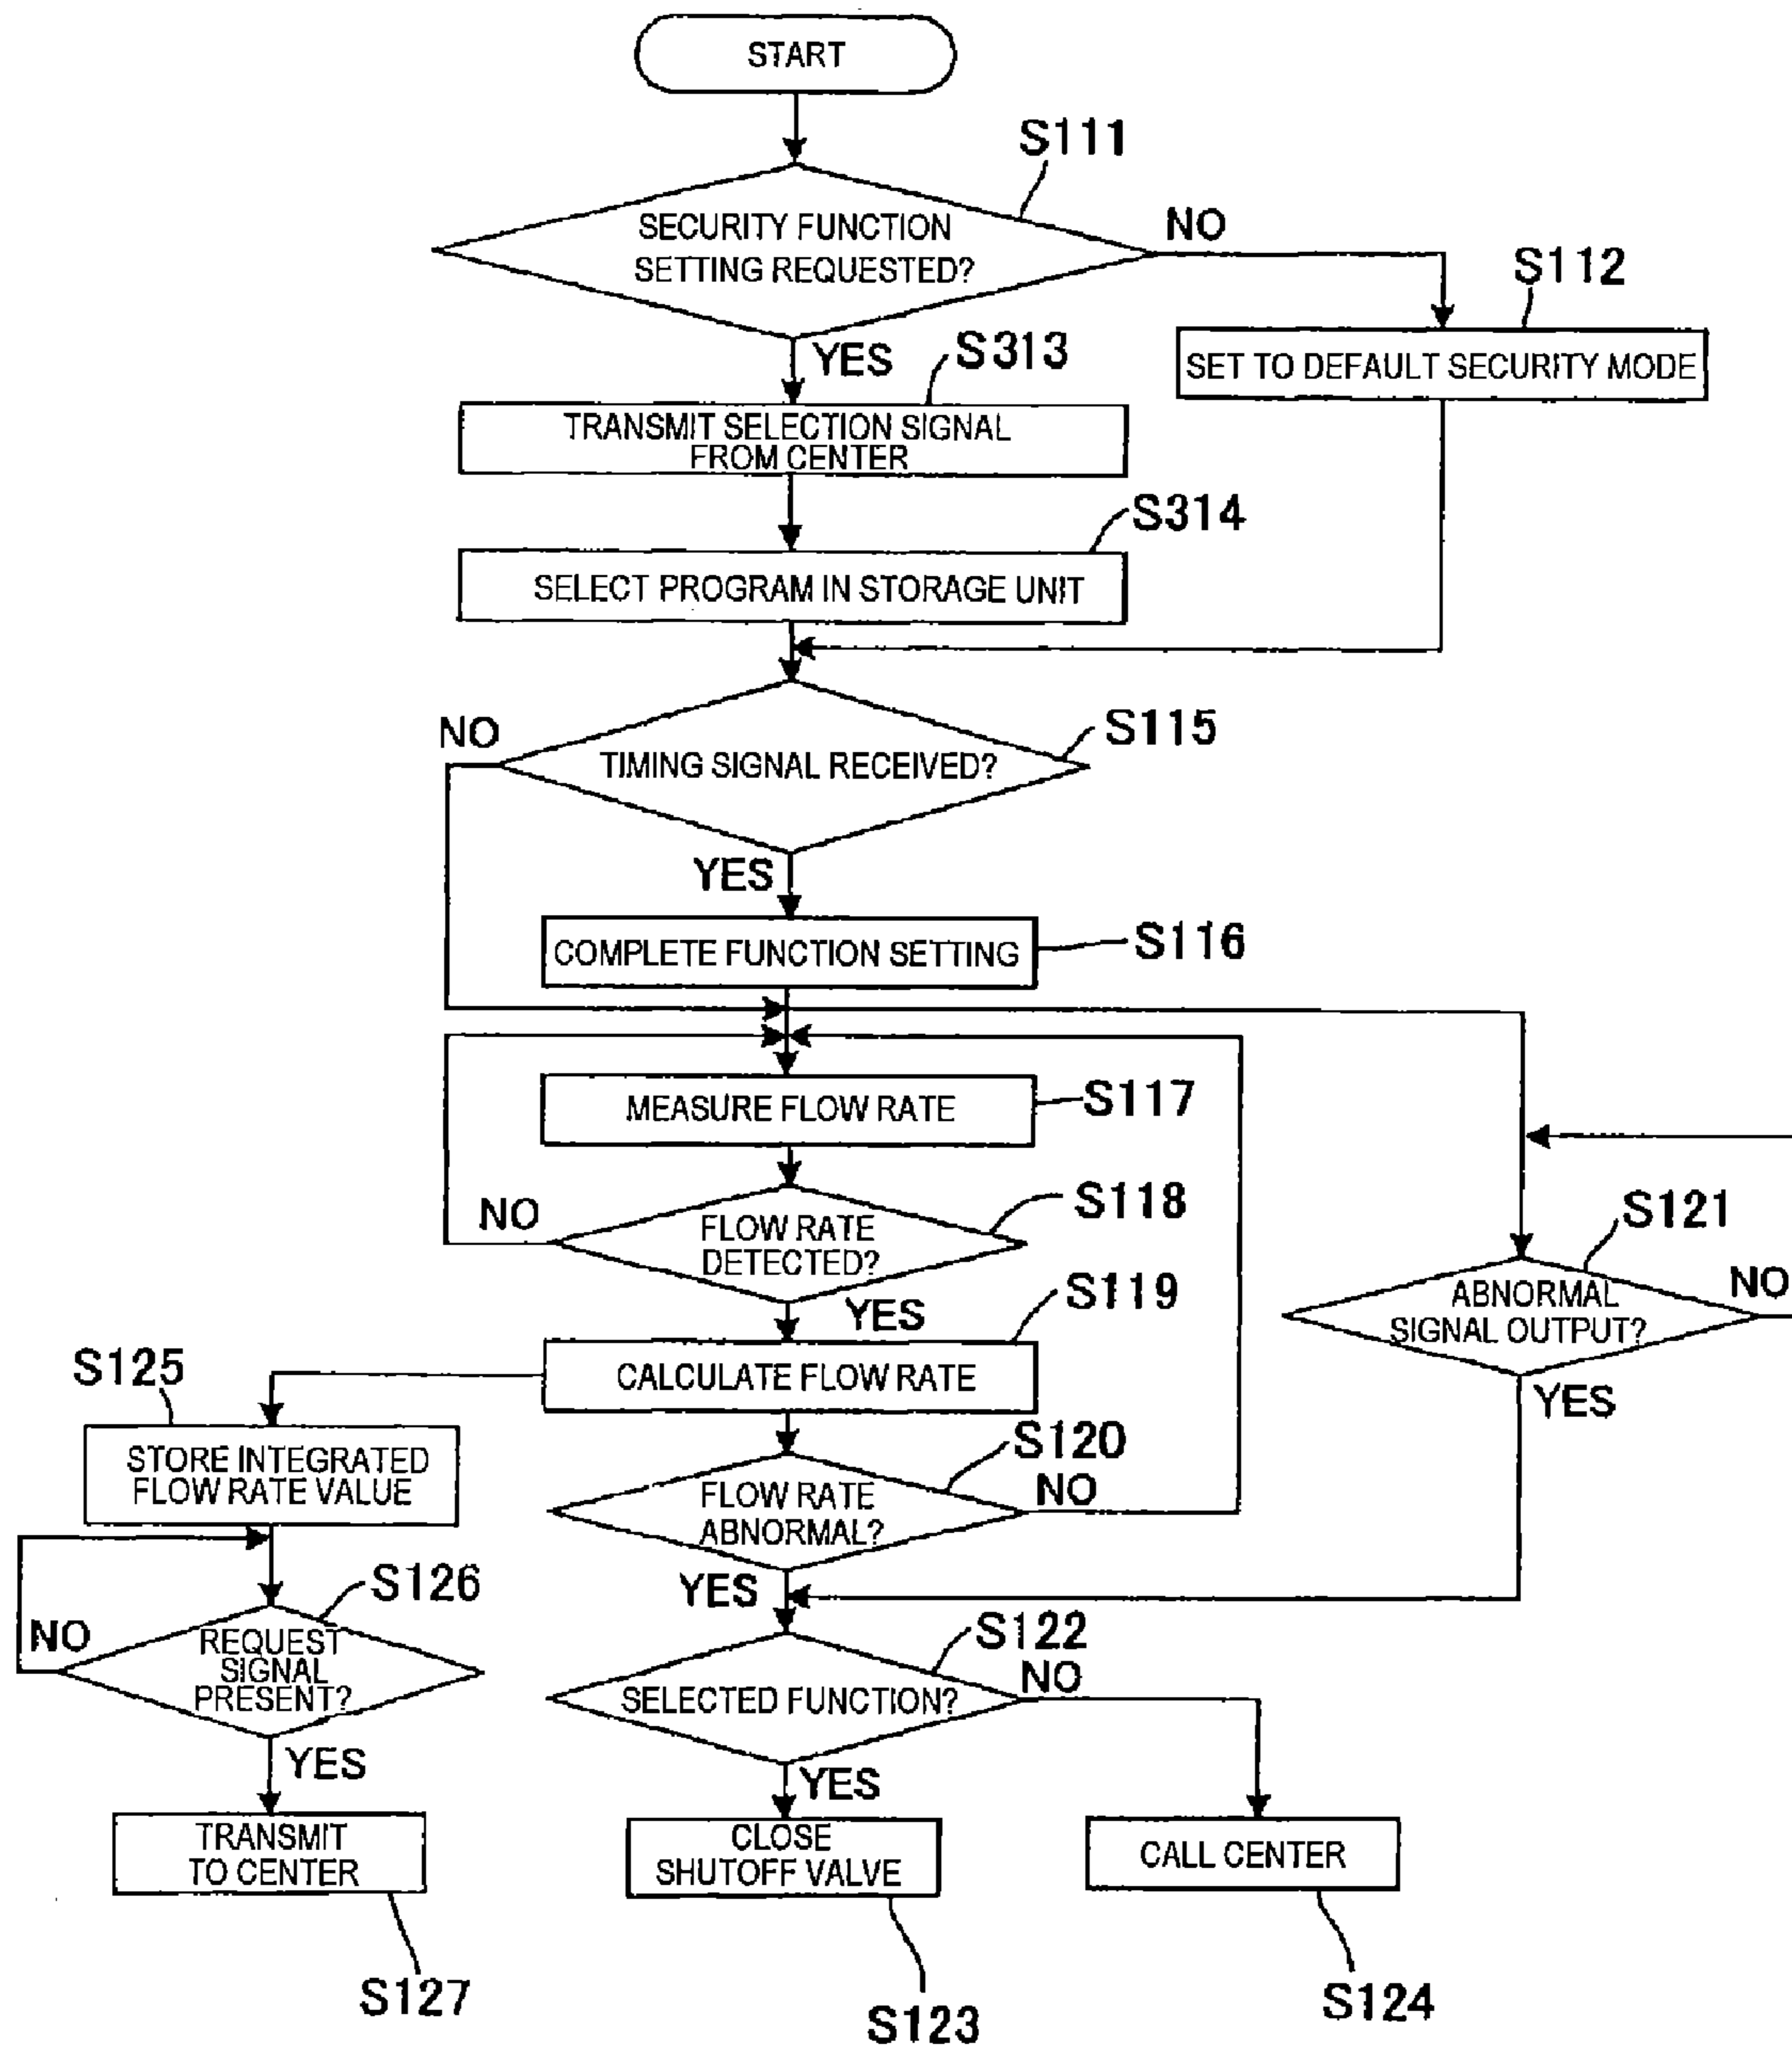 START
S111
SECURITY FUNCTION
SETTING REQUESTED?
NO
S112
SET TO DEFAULT SECURITY MODE
YES
S313
TRANSMIT SELECTION SIGNAL
FROM CENTER
S314
SELECT PROGRAM IN STORAGE UNIT
NO
S115
TIMING SIGNAL RECEIVED?
YES
COMPLETE FUNCTION SETTING
S116
MEASURE FLOW RATE
S117
NO
S118
FLOW RATE
DETECTED?
YES
S119
CALCULATE FLOW RATE
S121
ABNORMAL
SIGNAL OUTPUT?
NO
YES
S125
STORE INTEGRATED
FLOW RATE VALUE
S120
FLOW RATE
ABNORMAL?
NO
YES
S126
NO
REQUEST
SIGNAL
PRESENT?
YES
S122
SELECTED FUNCTION?
NO
YES
TRANSMIT
TO CENTER
S127
CLOSE
SHUTOFF VALVE
S123
CALL CENTER
S124